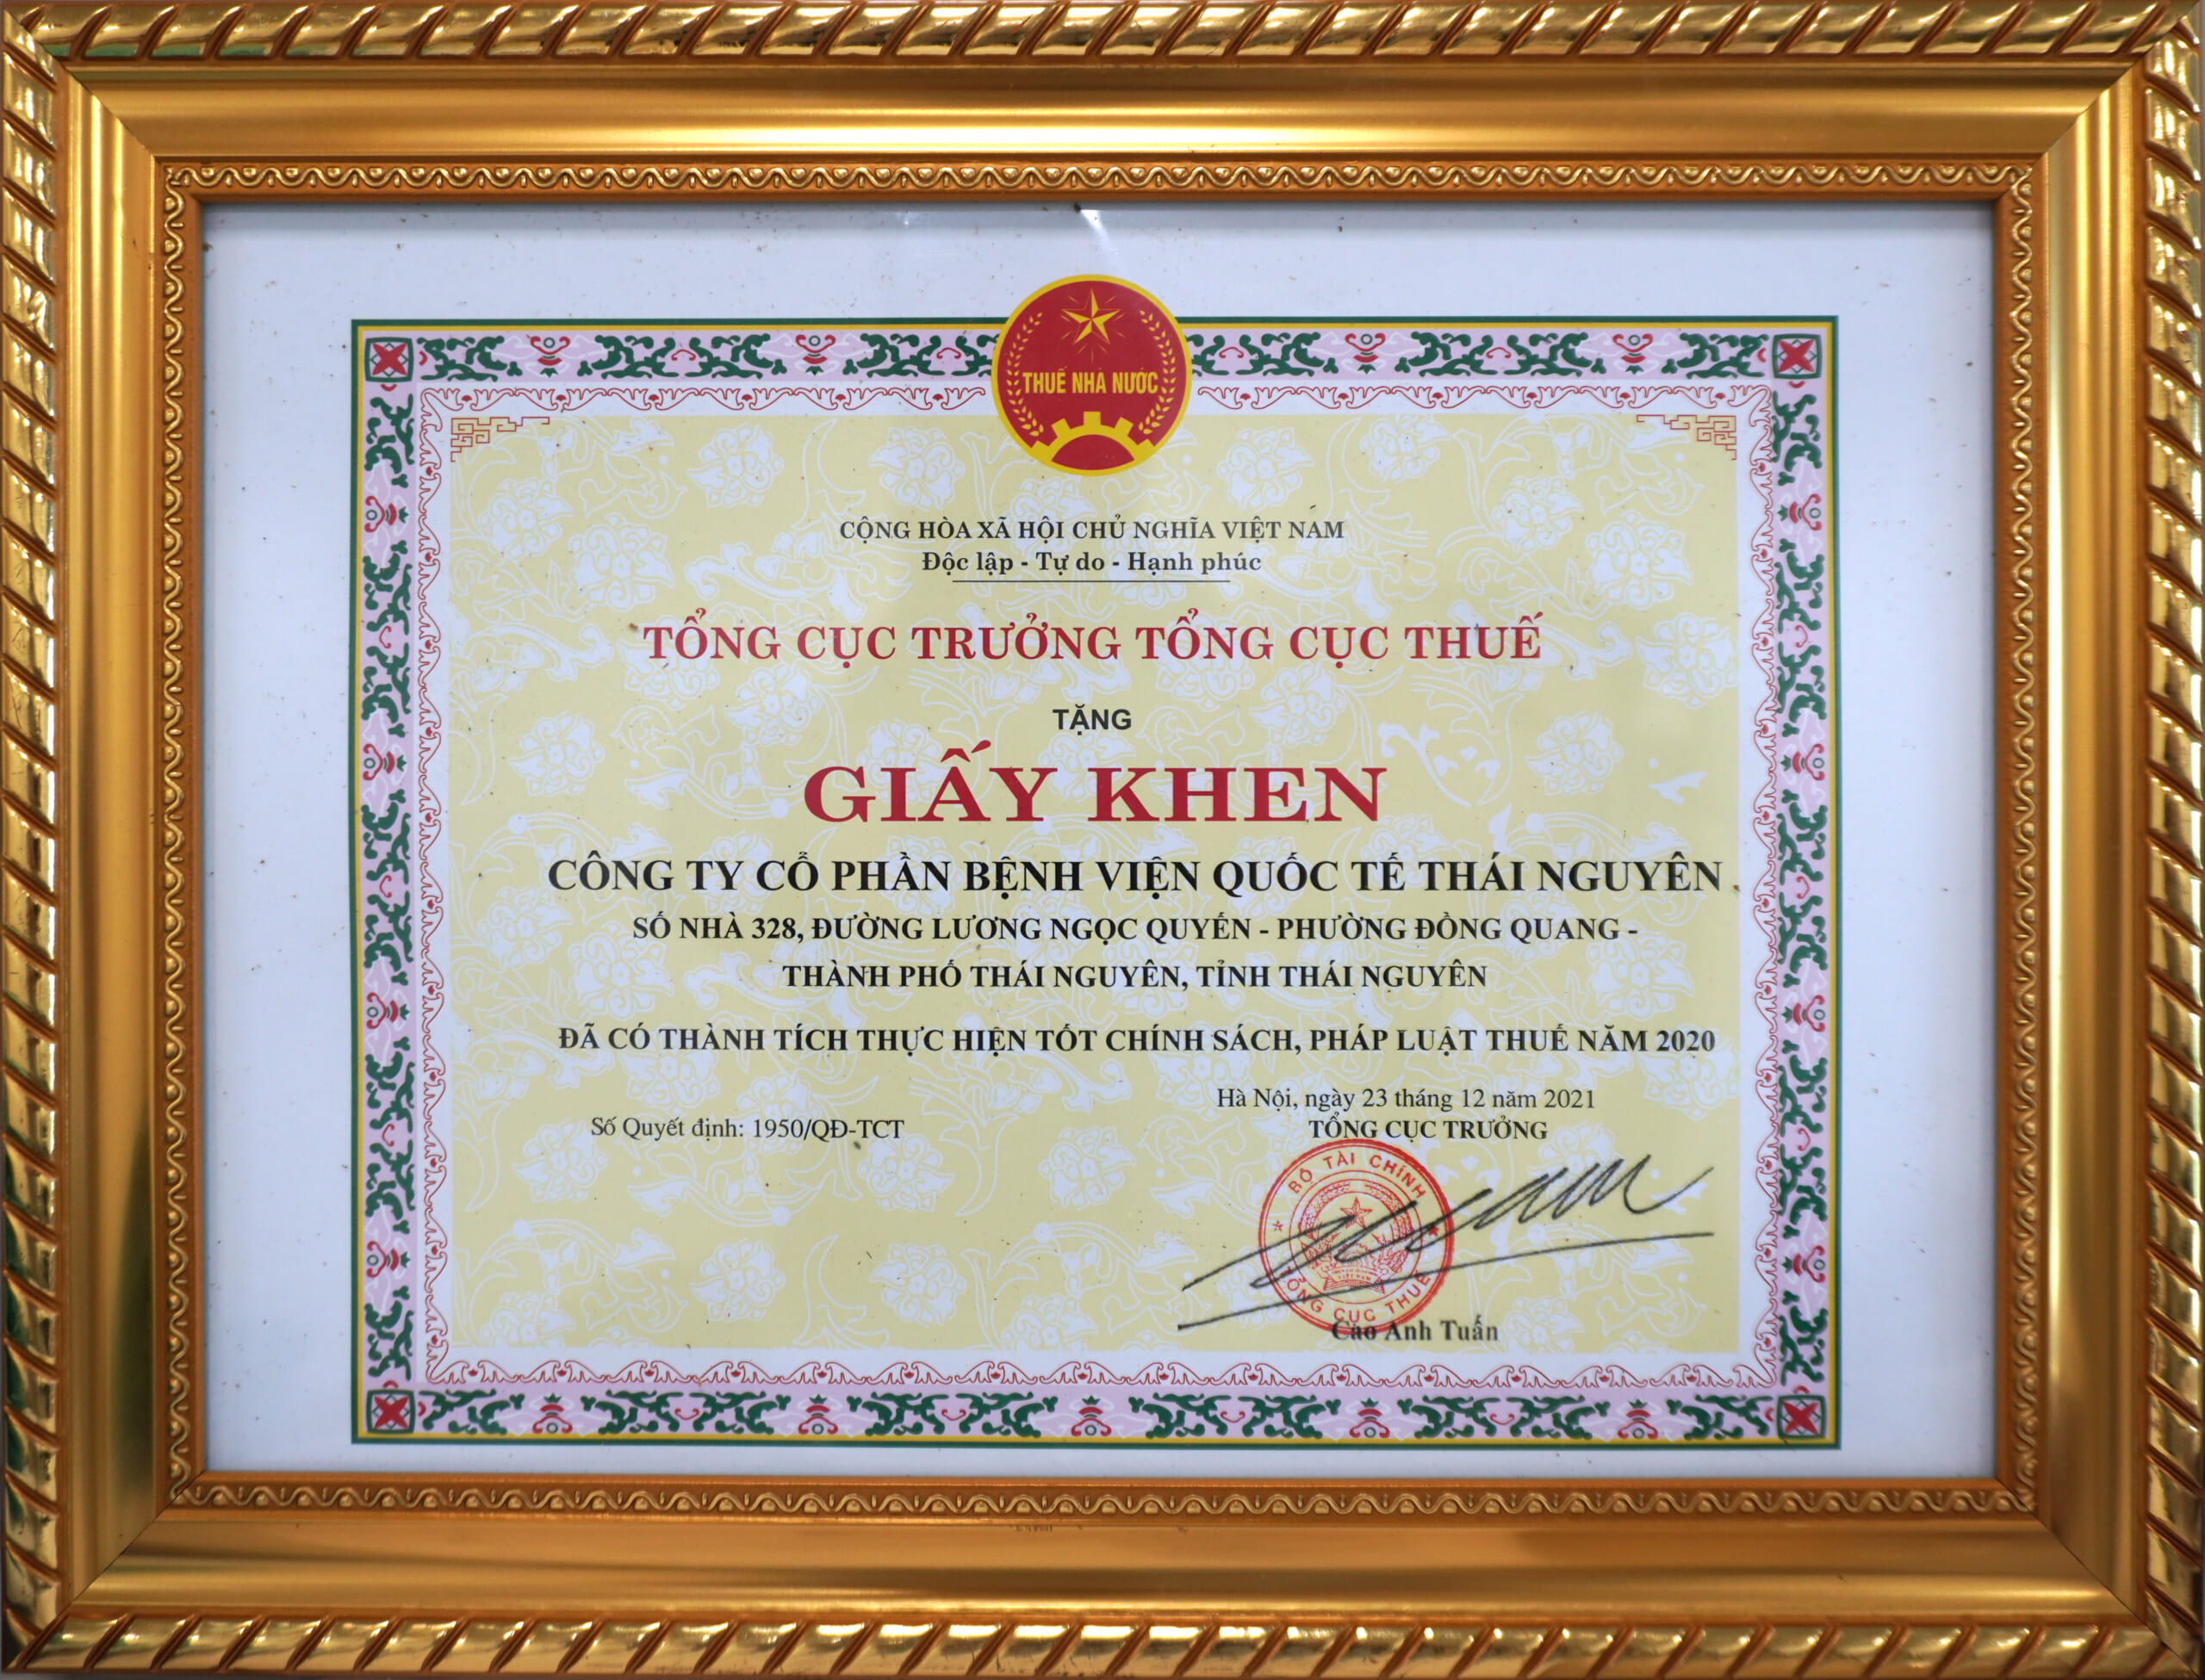 THUẾ NHÀ NƯỚC
CỘNG HÒA XÃ HỘI CHỦ NGHĨA VIỆT NAM
Độc lập - Tự do - Hạnh phúc
TỔNG CỤC TRƯỞNG TỔNG CỤC THUẾ
TẶNG
GIẤY KHEN
CÔNG TY CỔ PHẦN BỆNH VIỆN QUỐC TẾ THÁI NGUYÊN
SỐ NHÀ 328, ĐƯỜNG LƯƠNG NGỌC QUYẾN - PHƯỜNG ĐỒNG QUANG -
THÀNH PHỐ THÁI NGUYÊN, TỈNH THÁI NGUYÊN
ĐÃ CÓ THÀNH TÍCH THỰC HIỆN TỐT CHÍNH SÁCH, PHÁP LUẬT THUẾ NĂM 2020
Hà Nội, ngày 23 tháng 12 năm 2021
Số Quyết định: 1950/QĐ-TCT
TỔNG CỤC TRƯỞNG
BỘ TÀI CHÍNH
TỔNG CỤC THUẾ
Cao Anh Tuấn